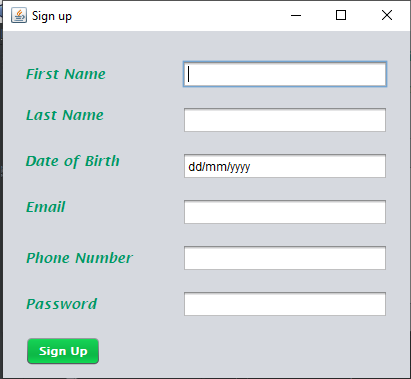 Sign up
First Name
Last Name
Date of Birth dd/mm/yyyy
Email
Phone Number
Password
Sign Up